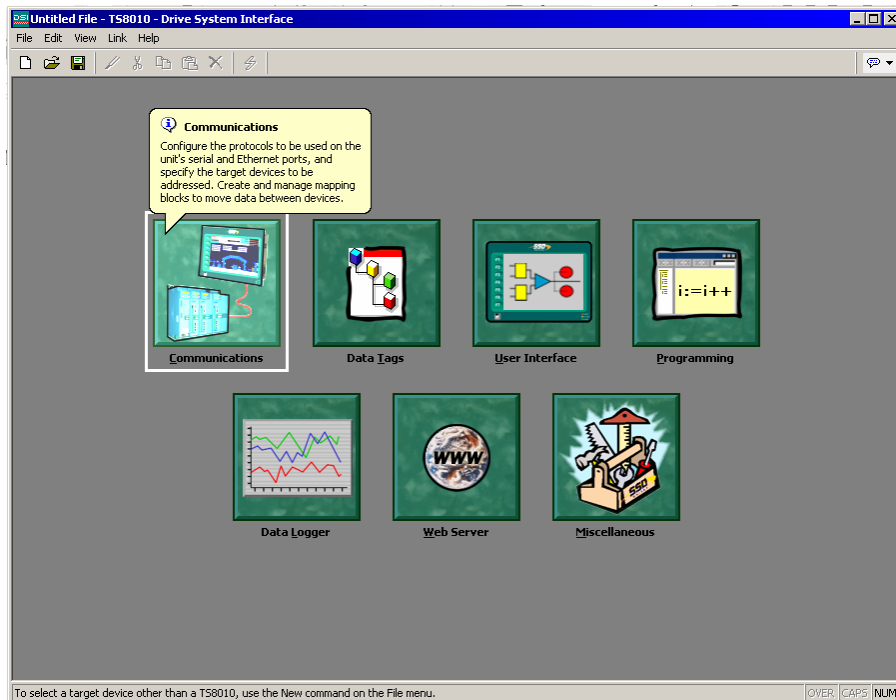 DSI Untitled File - TS8010 - Drive System Interface
File Edit View Link Help
Communications
Configure the protocols to be used on the
unit's serial and Ethernet ports, and
specify the target devices to be
addressed. Create and manage mapping
blocks to move data between devices.
SSD
i:=i++
Communications
Data Tags
User Interface
Programming
WWW
SSD
Data Logger
Web Server
Miscellaneous
To select a target device other than a TS8010, use the New command on the File menu.
OVER CAPS NUM